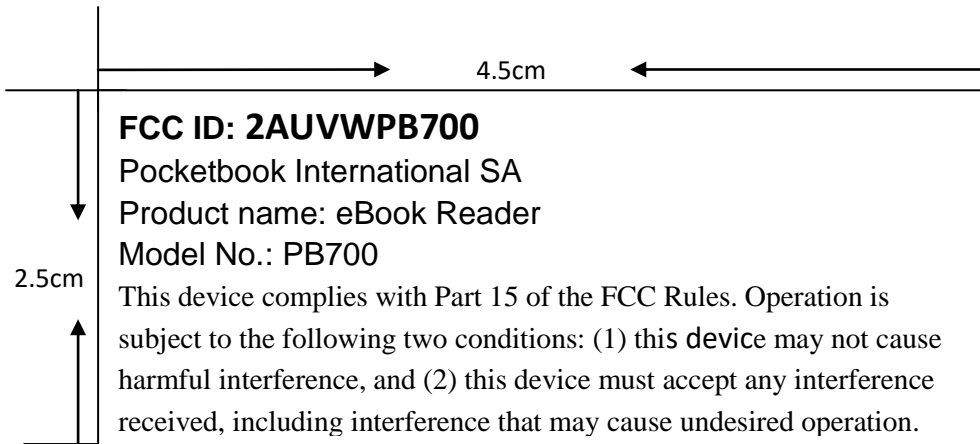 4.5cm
FCC ID: 2AUVWPB700
Pocketbook International SA
Product name: eBook Reader
Model No.: PB700
2.5cm
This device complies with Part 15 of the FCC Rules. Operation is
subject to the following two conditions: (1) this device may not cause
harmful interference, and (2) this device must accept any interference
received, including interference that may cause undesired operation.